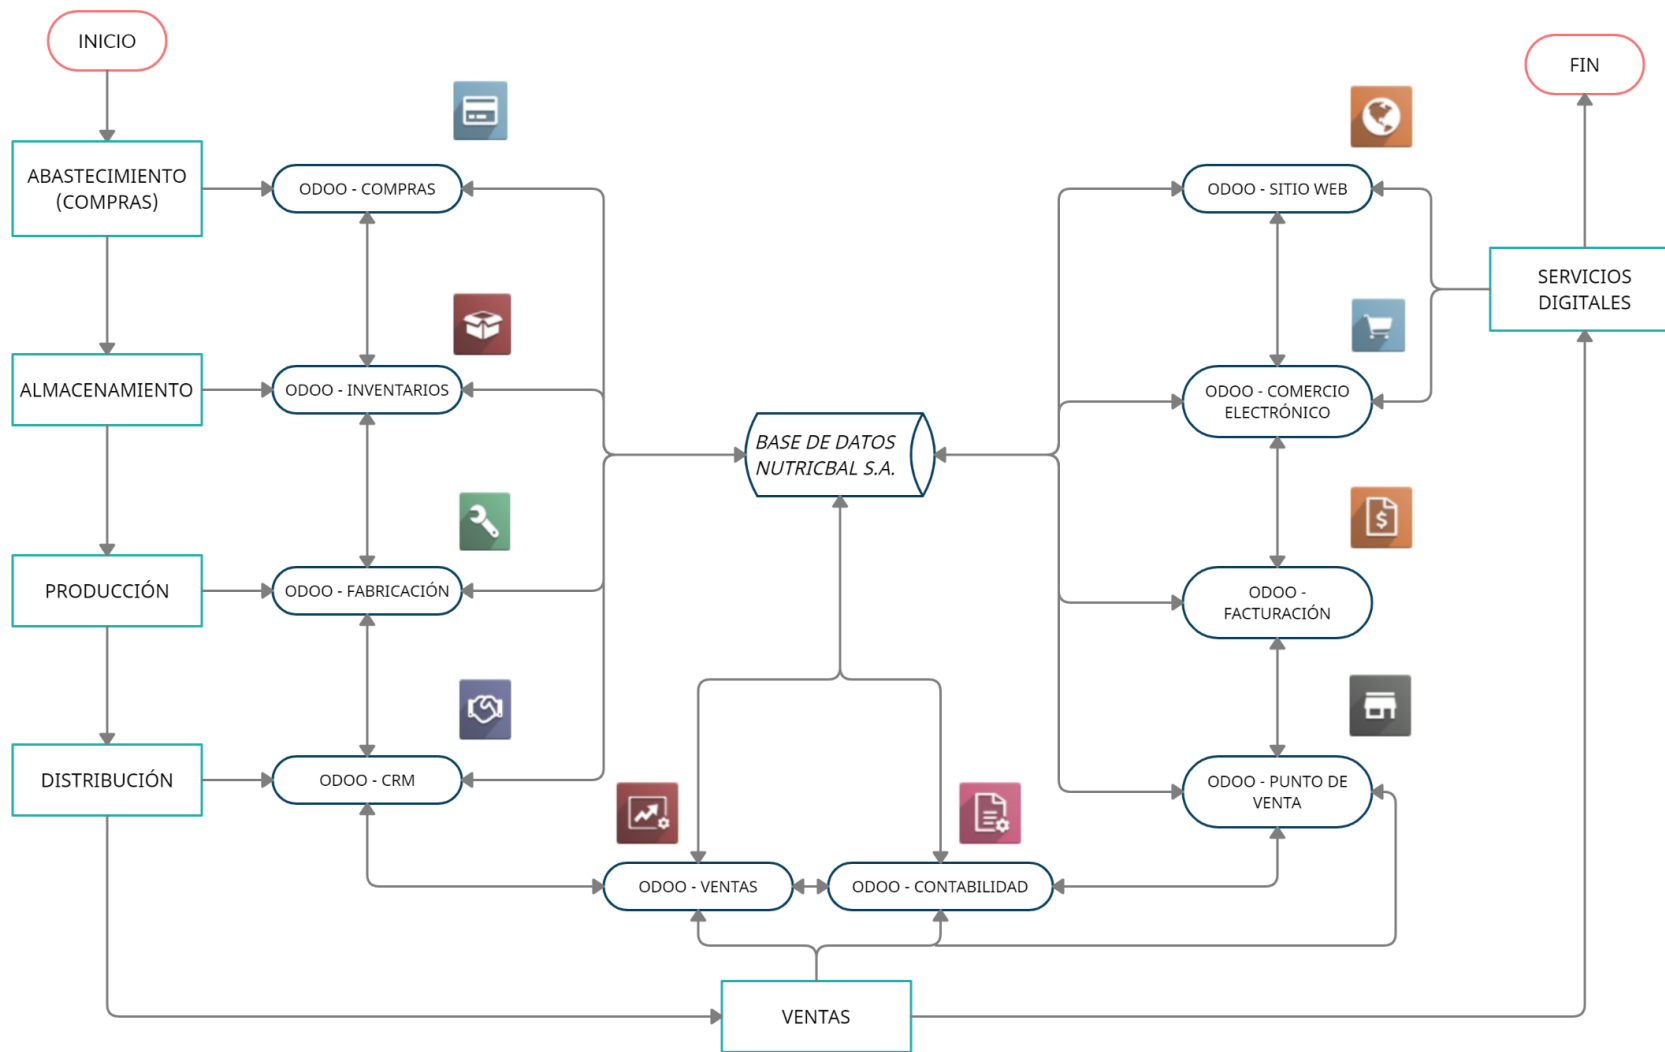 INICIO
FIN
ABASTECIMIENTO
(COMPRAS)
ODOO - COMPRAS
ODOO - SITIO WEB
SERVICIOS
DIGITALES
ALMACENAMIENTO
ODOO - INVENTARIOS
ODOO - COMERCIO
ELECTRÓNICO
BASE DE DATOS
NUTRICBAL S.A.
PRODUCCIÓN
ODOO - FABRICACIÓN
ODOO -
FACTURACIÓN
DISTRIBUCIÓN
ODOO - CRM
ODOO - PUNTO DE
VENTA
ODOO - VENTAS
ODOO - CONTABILIDAD
VENTAS